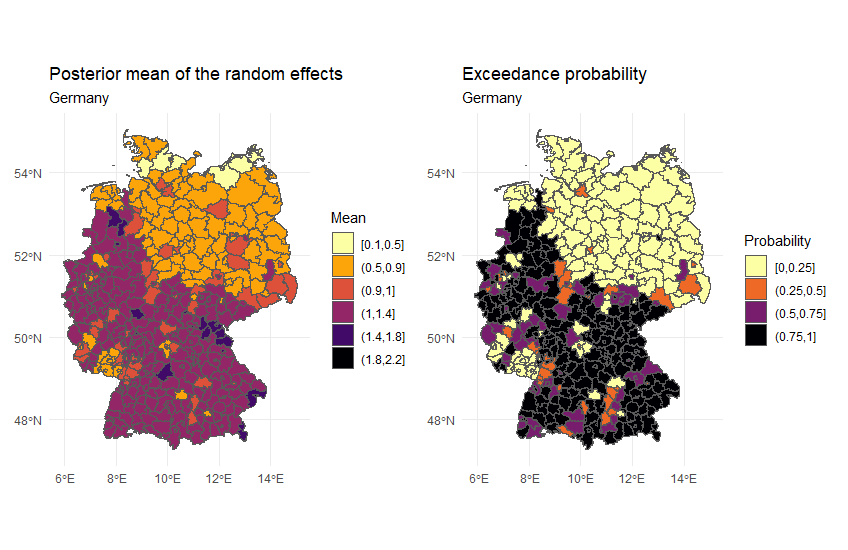 Posterior mean of the random effects
Germany
54°N
52°N
50°N
48°N
6°E
8°E
10°E
12°E
14°E
Mean
[0.1,0.5]
(0.5,0.9]
(0.9,1]
(1,1.4]
(1.4,1.8]
(1.8,2.2]
Exceedance probability
Germany
54°N
52°N
50°N
48°N
6°E
8°E
10°E
12°E
14°E
Probability
[0,0.25]
(0.25,0.5]
(0.5,0.75]
(0.75,1]